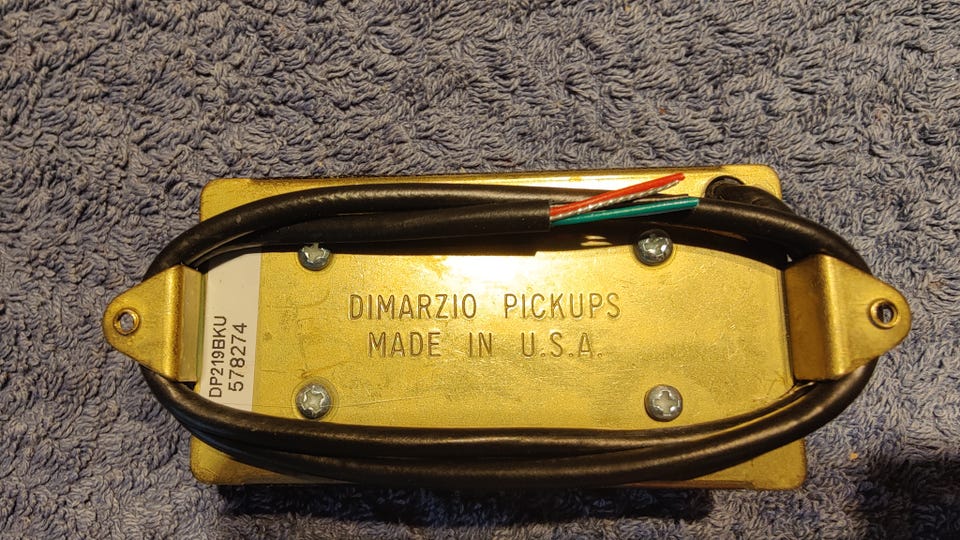 DIMARZIO PICKUPS
MADE IN U.S.A.
DP219BKU
578274